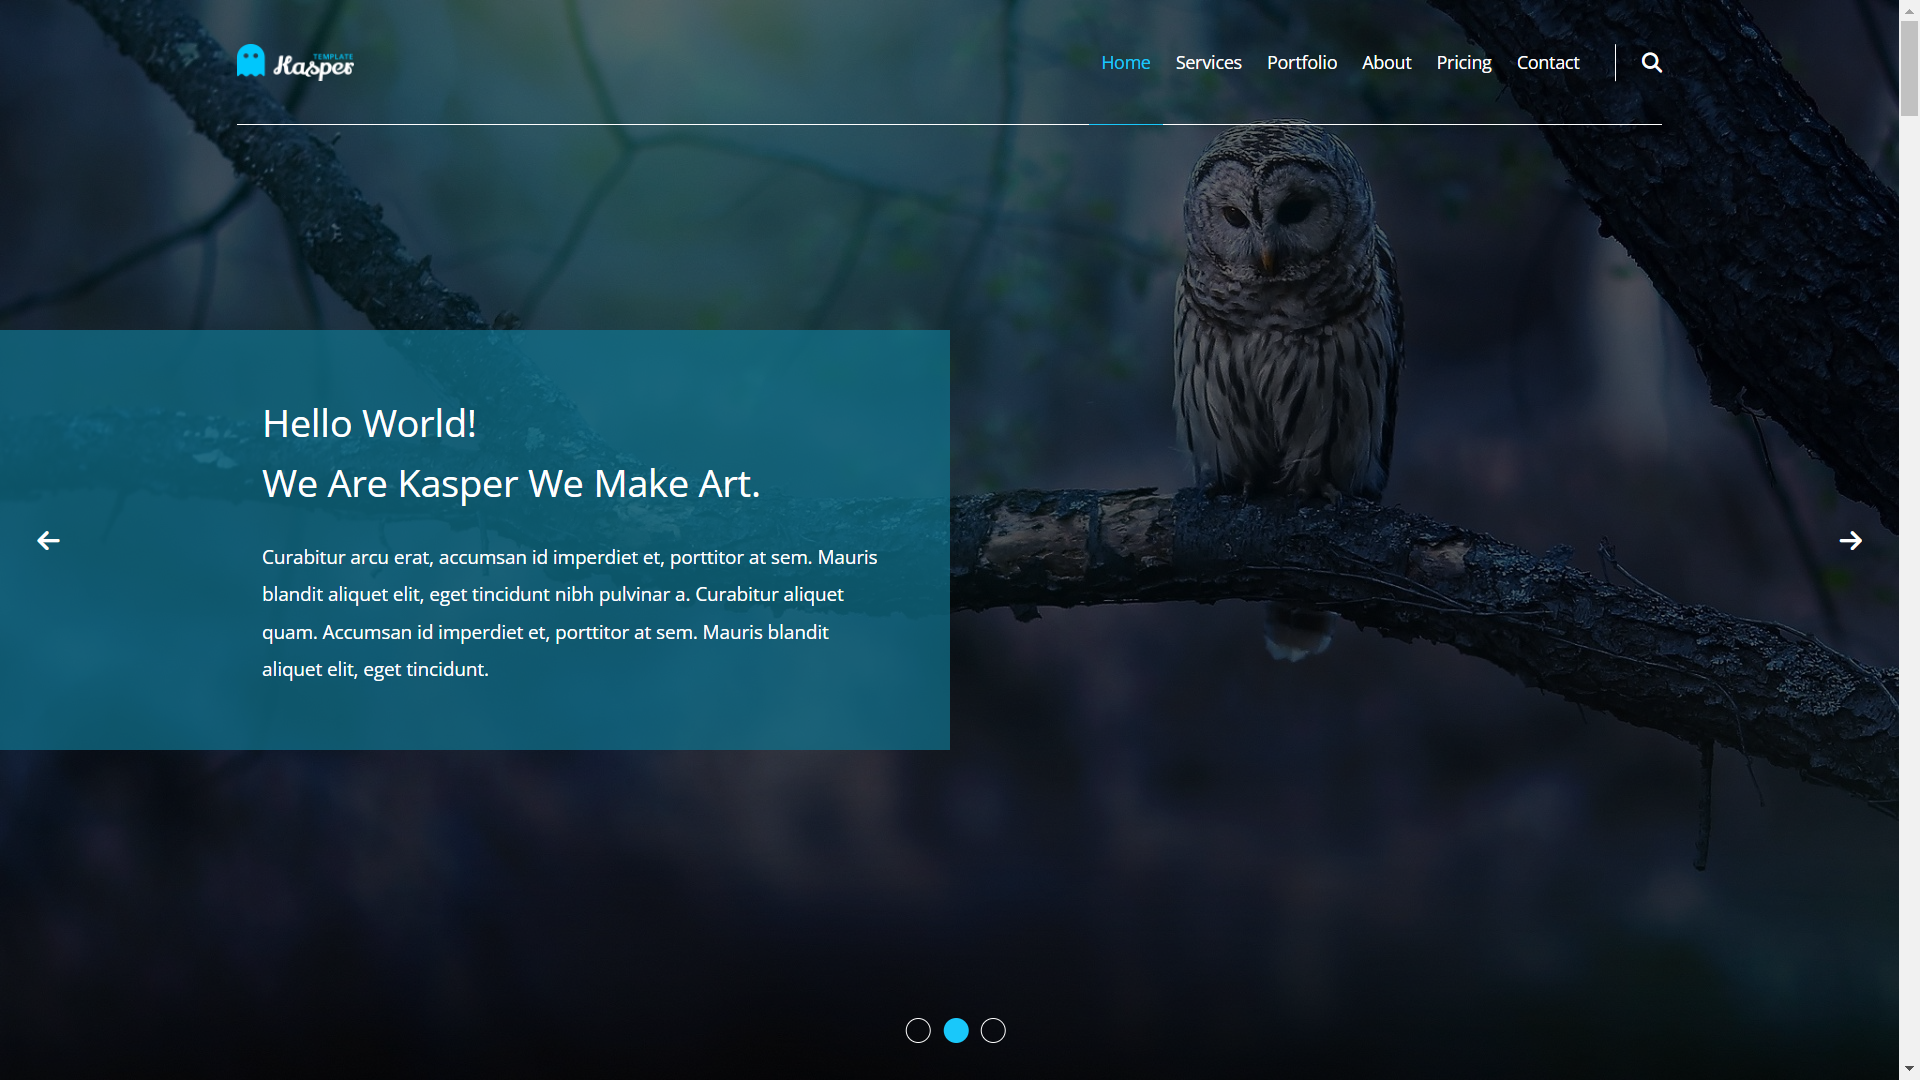 TEMPLATE
Kasper
Home Services Portfolio About Pricing Contact
Hello World!
We Are Kasper We Make Art.
Curabitur arcu erat, accumsan id imperdiet et, porttitor at sem. Mauris
blandit aliquet elit, eget tincidunt nibh pulvinar a. Curabitur aliquet
quam. Accumsan id imperdiet et, porttitor at sem. Mauris blandit
aliquet elit, eget tincidunt.